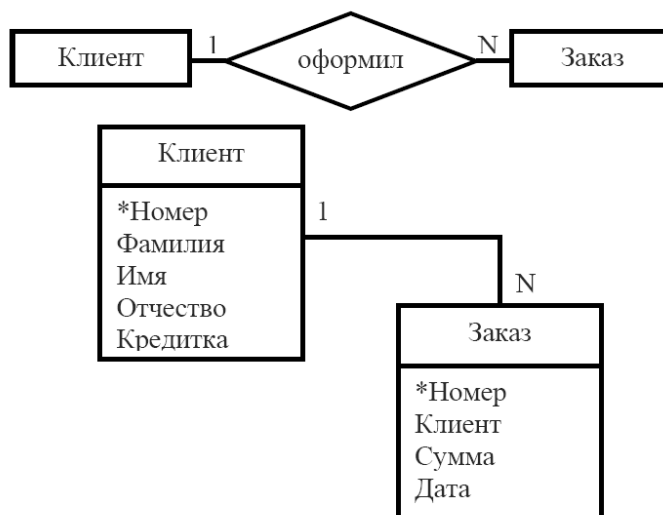 Клиент 1 оформил N Заказ
Клиент
*Номер
Фамилия
Имя
Отчество
Кредитка
1
N
Заказ
*Номер
Клиент
Сумма
Дата